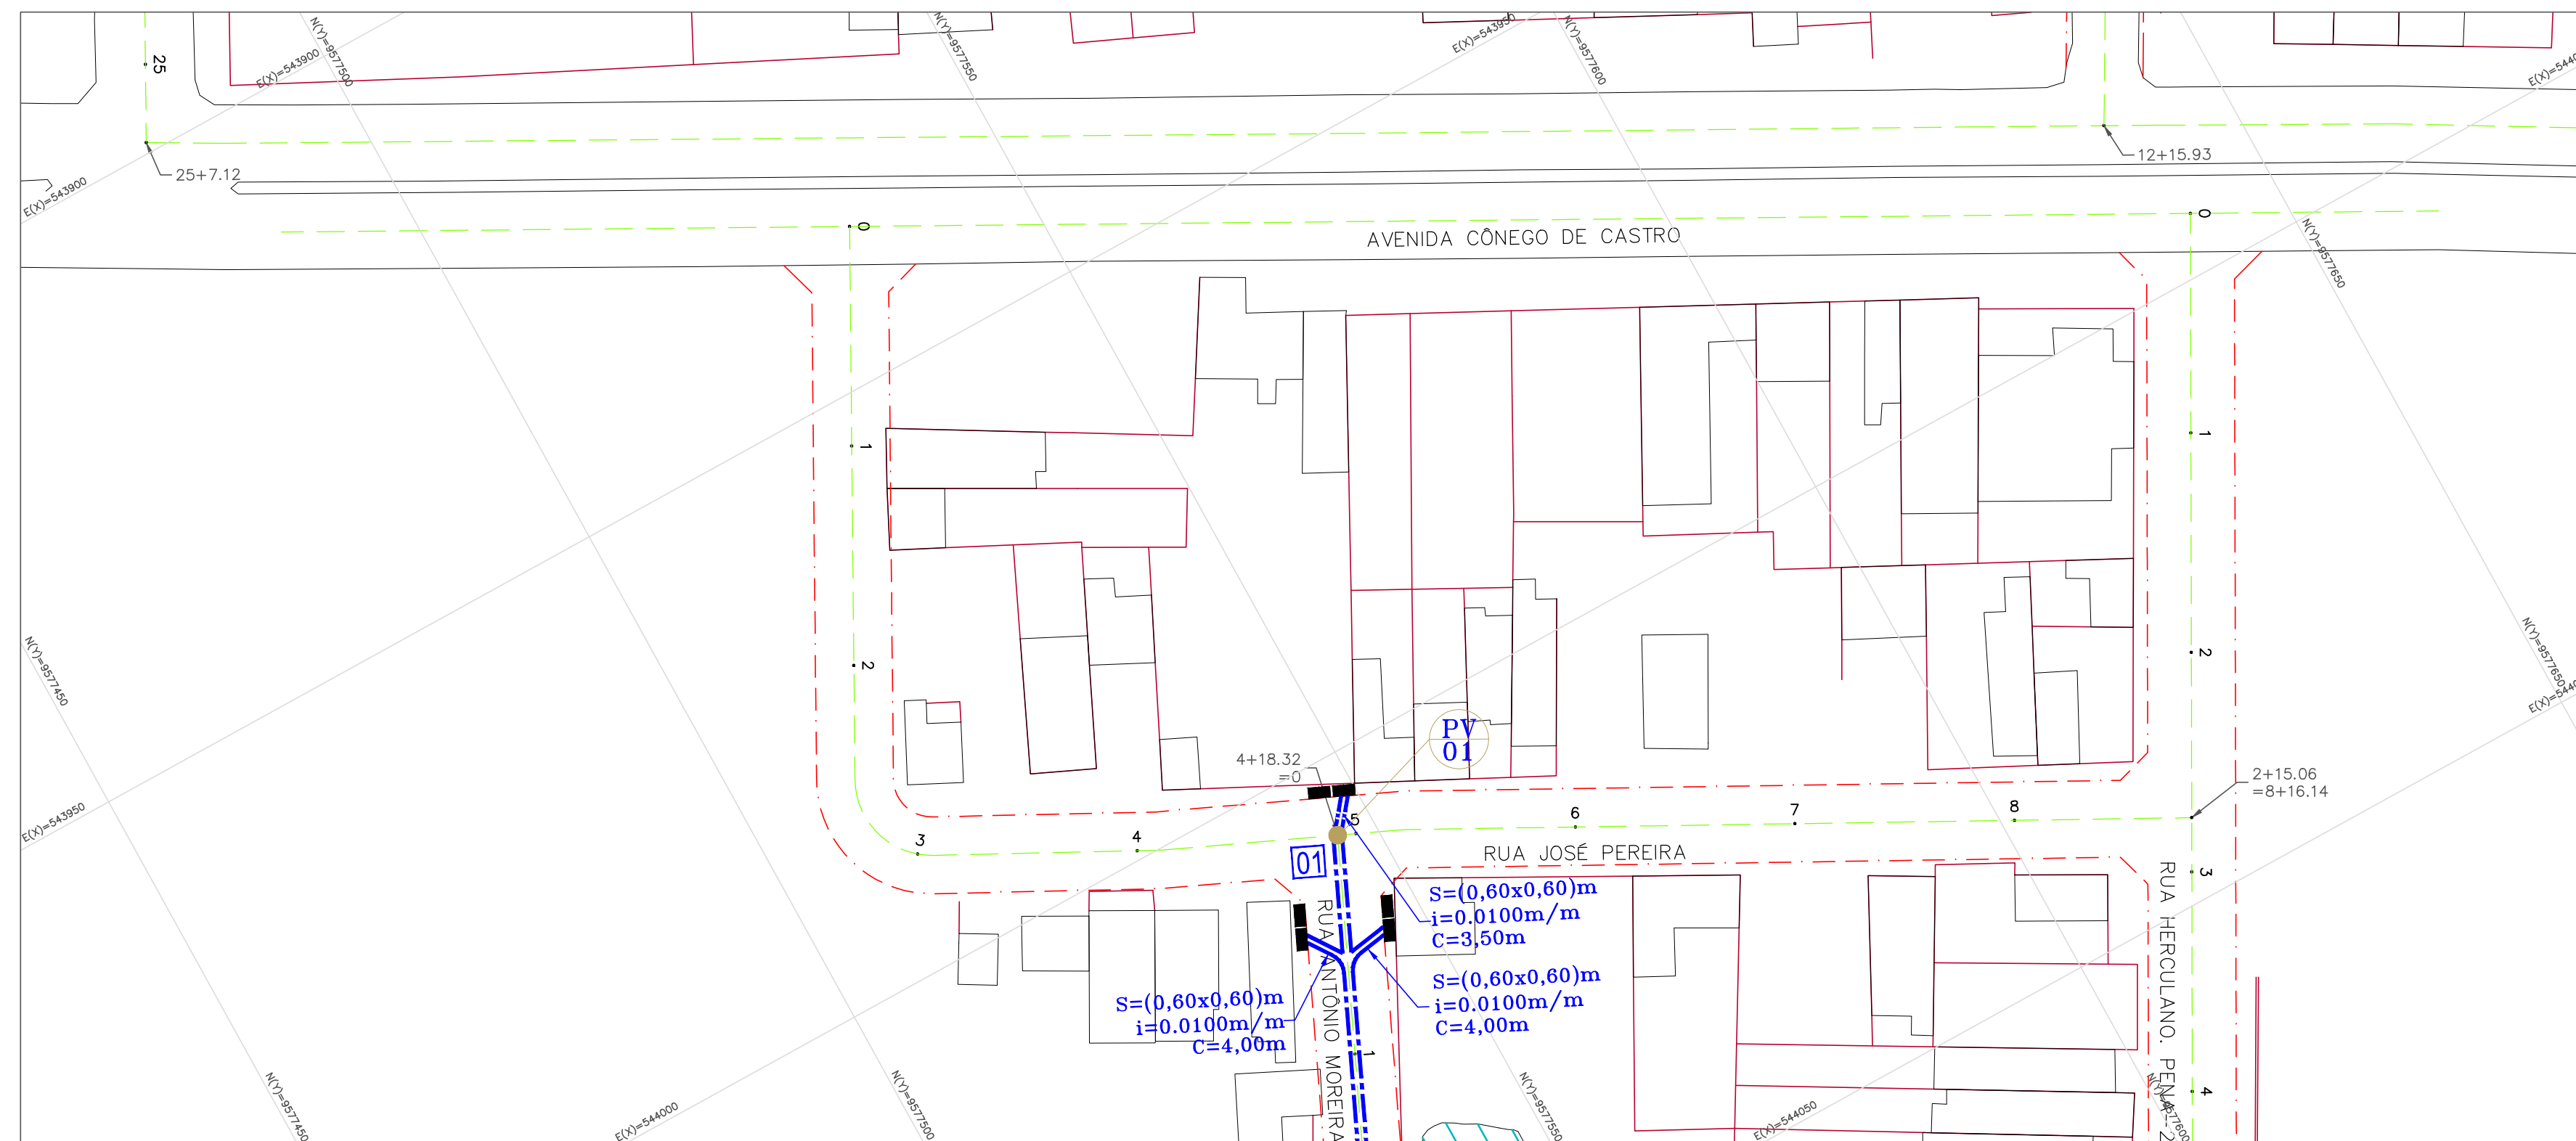 25
N(Y)=9577500
E(X)=543900
N(Y)=9577550
E(X)=543950
N(Y)=9577600
25+7.12
E(X)=543900
12+15.93
0
0
AVENIDA CÔNEGO DE CASTRO
N(Y)=9577650
1
1
2
2
N(Y)=9577450
N(Y)=9577650
PV
01
4+18.32
=0
2+15.06
=8+16.14
E(X)=543950
3
4
5
6
7
8
01
RUA JOSÉ PEREIRA
3
S=(0,60x0,60)m
i=0.0100m/m
C=3,50m
S=(0,60x0,60)m
i=0.0100m/m
C=4,00m
S=(0,60x0,60)m
i=0.0100m/m
C=4,00m
RUA ANTÔNIO MOREIRA
1
RUA HERCULANO. PENA
4
N(Y)=9577450
E(X)=544000
N(Y)=9577500
N(Y)=9577550
E(X)=544050
N(Y)=9577600